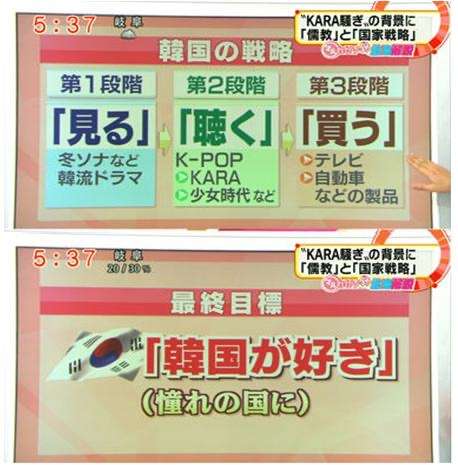 5:37
岐阜
"KARA騒ぎ"の背景に
「儒教」と「国家戦略」
解説
韓国の戦略
第1段階
「見る」
冬ソナなど
韓流ドラマ
第2段階
「聴く」
K-POP
KARA
少女時代 など
第3段階
「買う」
テレビ
自動車
などの製品
5:37
岐阜
20/30%
"KARA騒ぎ"の背景に
「儒教」と「国家戦略」
解説
最終目標
「韓国が好き」
(憧れの国に)